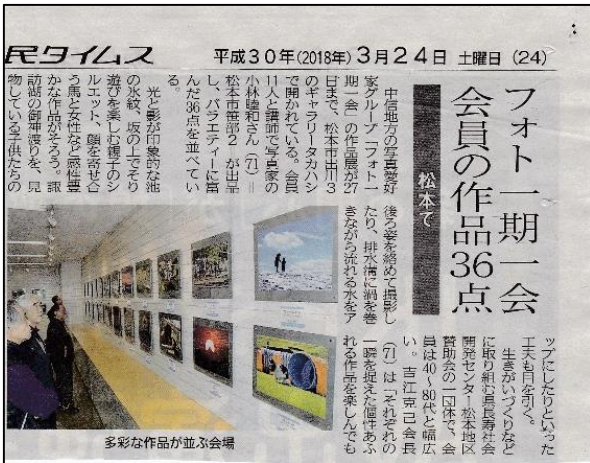 民タイムス 平成30年(2018年)3月24日 土曜日 (24)
フォト一期一会
会員の作品36点
松本で
中信地方の写真愛好
家グループ「フォト一
期一会」の作品展が27
日まで、松本市出川3
のギャラリータカハシ
で開かれている。会員
11人と講師で写真家の
小林睦和さん(71)=
松本市笹部2=が出品
し、バラエティーに富
んだ36点を並べてい
る。
光と影が印象的な池
の水紋、坂の上でそり
遊びを楽しむ親子のシ
ルエット、顔を寄せ合
う馬と女性など感性豊
かな作品がそろう。諏
訪湖の御神渡りを、見
物している子供たちの
後ろ姿を絡めて撮影し
たり、排水溝に渦を巻
きながら流れる水をア
ップにしたりといった
工夫も目を引く。
生きがいづくりなど
に取り組む県長寿社会
開発センター松本地区
賛助会の一団体で、会
員は40~80代と幅広
い。吉江克己会長
(71)は「それぞれの
一瞬を捉えた個性あふ
れる作品を楽しんでも
多彩な作品が並ぶ会場